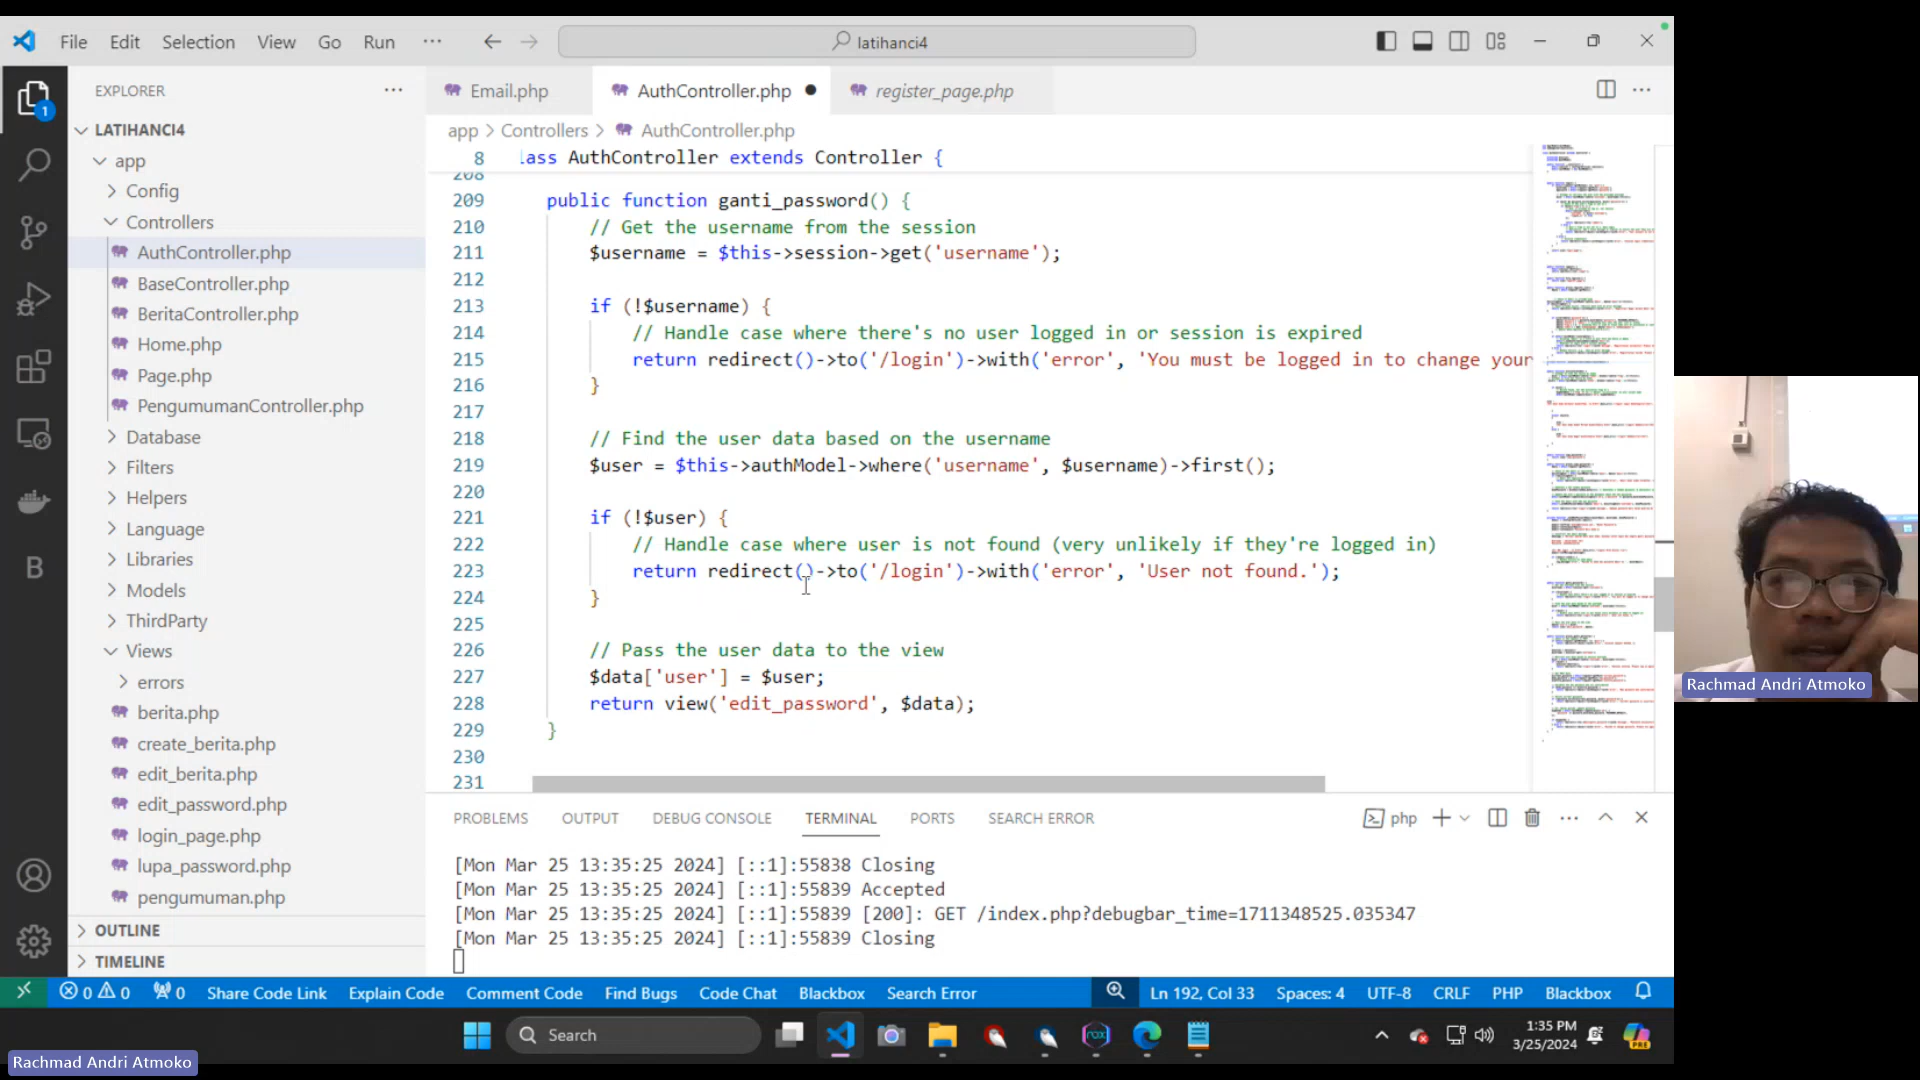 File Edit Selection View Go Run ··· latihanci4
EXPLORER ···
Email.php AuthController.php register_page.php
LATIHANCI4
app
Config
Controllers
AuthController.php
BaseController.php
BeritaController.php
Home.php
Page.php
PengumumanController.php
Database
Filters
Helpers
Language
Libraries
Models
ThirdParty
Views
errors
berita.php
create_berita.php
edit_berita.php
edit_password.php
login_page.php
lupa_password.php
pengumuman.php
OUTLINE
TIMELINE
1
B
app > Controllers > AuthController.php
8 lass AuthController extends Controller {
208
209 public function ganti_password() {
210 // Get the username from the session
211 $username = $this->session->get('username');
212
213 if (!$username) {
214 // Handle case where there's no user logged in or session is expired
215 return redirect()->to('/login')->with('error', 'You must be logged in to change your
216 }
217
218 // Find the user data based on the username
219 $user = $this->authModel->where('username', $username)->first();
220
221 if (!$user) {
222 // Handle case where user is not found (very unlikely if they're logged in)
223 return redirect()->to('/login')->with('error', 'User not found.');
224 }
225
226 // Pass the user data to the view
227 $data['user'] = $user;
228 return view('edit_password', $data);
229 }
230
231
PROBLEMS OUTPUT DEBUG CONSOLE TERMINAL PORTS SEARCH ERROR php
[Mon Mar 25 13:35:25 2024] [::1]:55838 Closing
[Mon Mar 25 13:35:25 2024] [::1]:55839 Accepted
[Mon Mar 25 13:35:25 2024] [::1]:55839 [200]: GET /index.php?debugbar_time=1711348525.035347
[Mon Mar 25 13:35:25 2024] [::1]:55839 Closing
0 0 0 Share Code Link Explain Code Comment Code Find Bugs Code Chat Blackbox Search Error Ln 192, Col 33 Spaces: 4 UTF-8 CRLF PHP Blackbox
Search
1:35 PM
3/25/2024
PRE
Rachmad Andri Atmoko
Rachmad Andri Atmoko